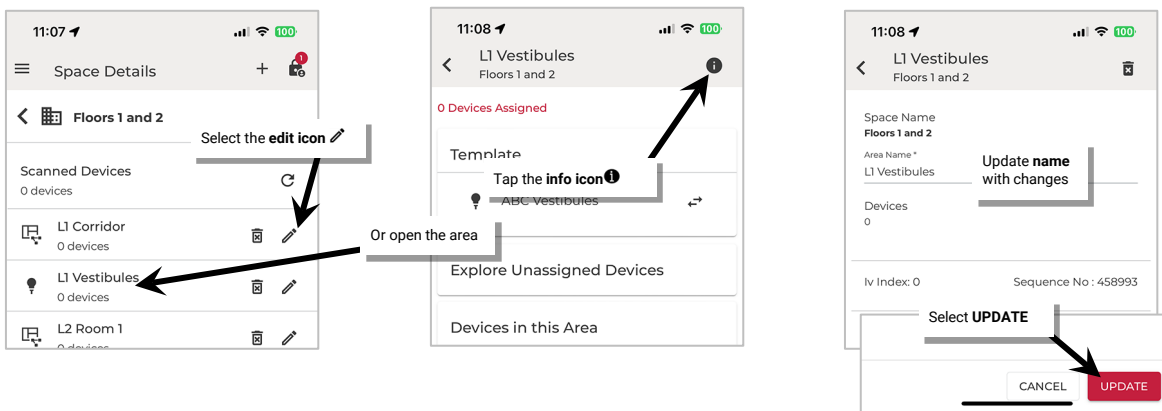 11:07
100
Space Details
1
Floors 1 and 2
Select the edit icon
Scanned Devices
0 devices
L1 Corridor
0 devices
Or open the area
L1 Vestibules
0 devices
L2 Room 1
0 devices
11:08
100
L1 Vestibules
Floors 1 and 2
0 Devices Assigned
Template
Tap the info icon
ABC Vestibules
Explore Unassigned Devices
Devices in this Area
11:08
100
L1 Vestibules
Floors 1 and 2
Space Name
Floors 1 and 2
Area Name *
L1 Vestibules
Update name
with changes
Devices
0
Iv Index: 0
Sequence No : 458993
Select UPDATE
CANCEL
UPDATE